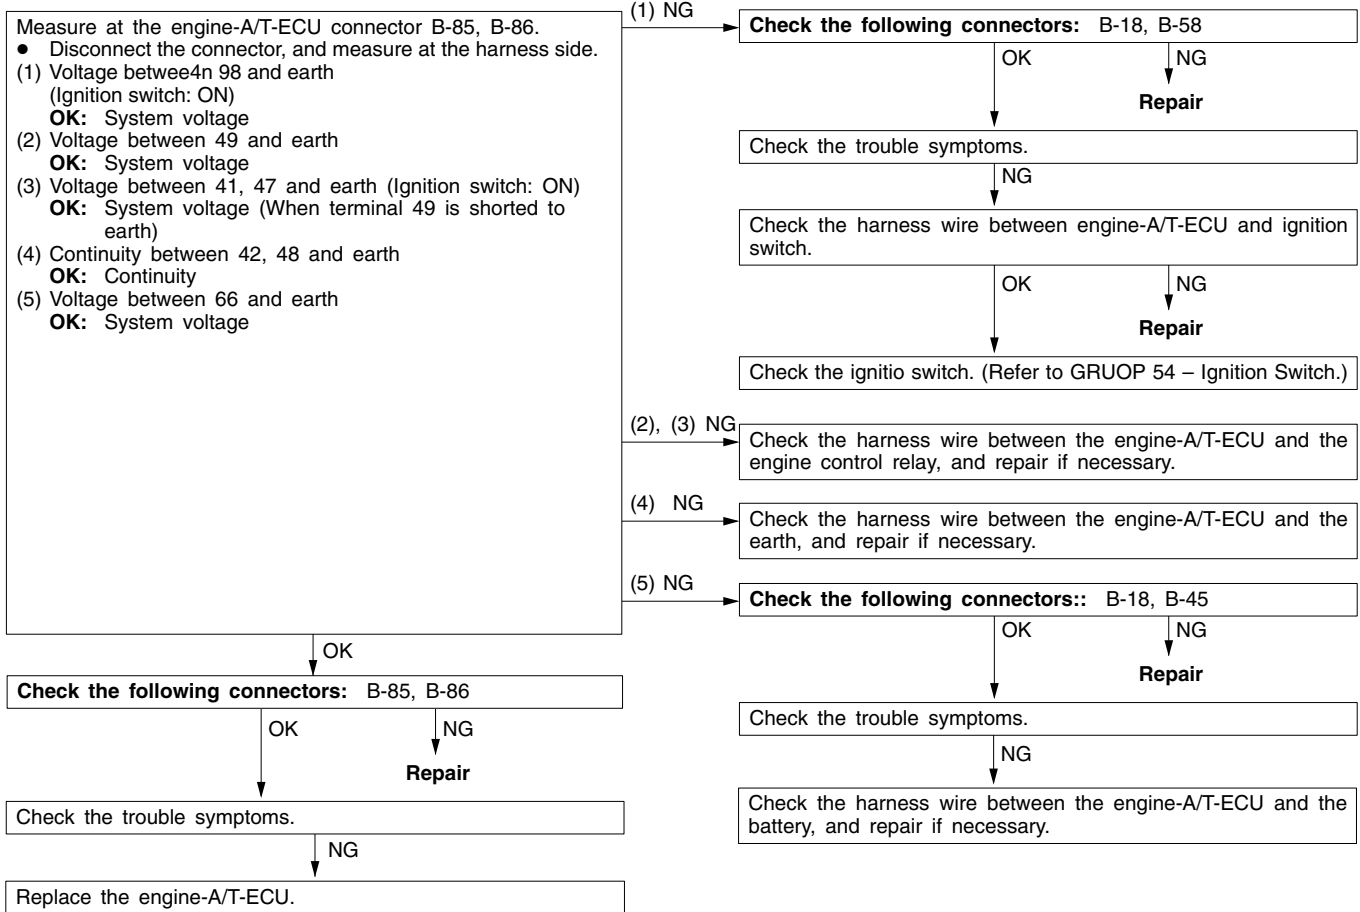 Measure at the engine-A/T-ECU connector B-85, B-86.
● Disconnect the connector, and measure at the harness side.
(1) Voltage betwee4n 98 and earth
(Ignition switch: ON)
OK: System voltage
(2) Voltage between 49 and earth
OK: System voltage
(3) Voltage between 41, 47 and earth (Ignition switch: ON)
OK: System voltage (When terminal 49 is shorted to
earth)
(4) Continuity between 42, 48 and earth
OK: Continuity
(5) Voltage between 66 and earth
OK: System voltage
(1) NG
Check the following connectors: B-18, B-58
OK
NG
Repair
Check the trouble symptoms.
NG
Check the harness wire between engine-A/T-ECU and ignition
switch.
OK
NG
Repair
Check the ignitio switch. (Refer to GRUOP 54 – Ignition Switch.)
(2), (3) NG
Check the harness wire between the engine-A/T-ECU and the
engine control relay, and repair if necessary.
(4) NG
Check the harness wire between the engine-A/T-ECU and the
earth, and repair if necessary.
(5) NG
Check the following connectors:: B-18, B-45
OK
NG
Repair
Check the trouble symptoms.
NG
Check the harness wire between the engine-A/T-ECU and the
battery, and repair if necessary.
OK
Check the following connectors: B-85, B-86
OK
NG
Repair
Check the trouble symptoms.
NG
Replace the engine-A/T-ECU.